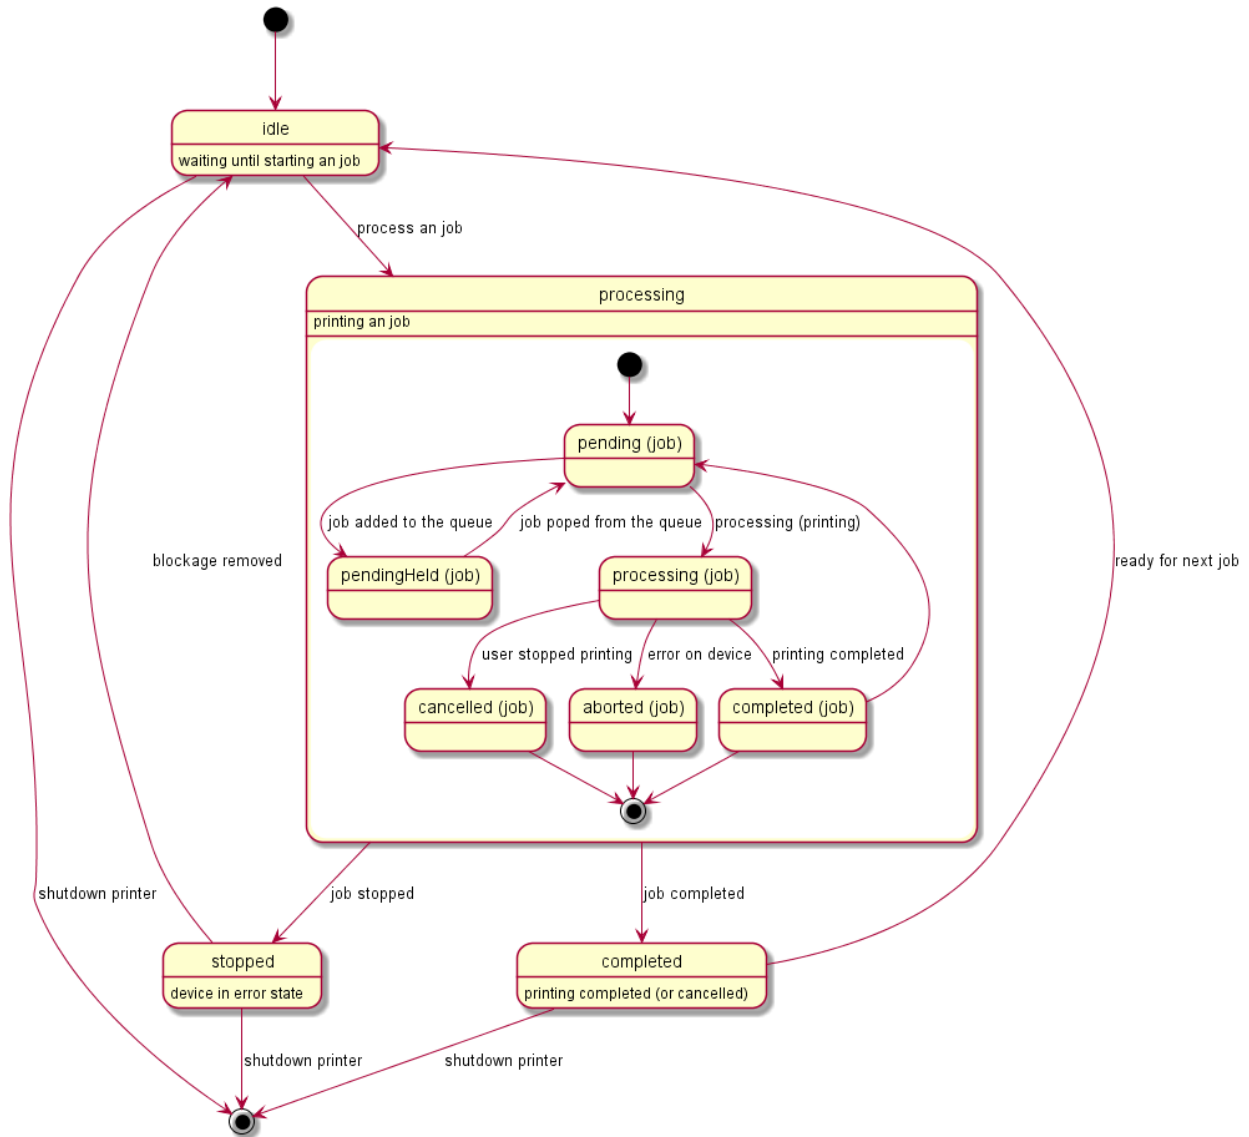 idle
waiting until starting an job
process an job
processing
printing an job
pending (job)
job added to the queue
job poped from the queue
processing (printing)
blockage removed
ready for next job
pendingHeld (job)
processing (job)
user stopped printing
error on device
printing completed
cancelled (job)
aborted (job)
completed (job)
shutdown printer
job stopped
job completed
stopped
device in error state
completed
printing completed (or cancelled)
shutdown printer
shutdown printer